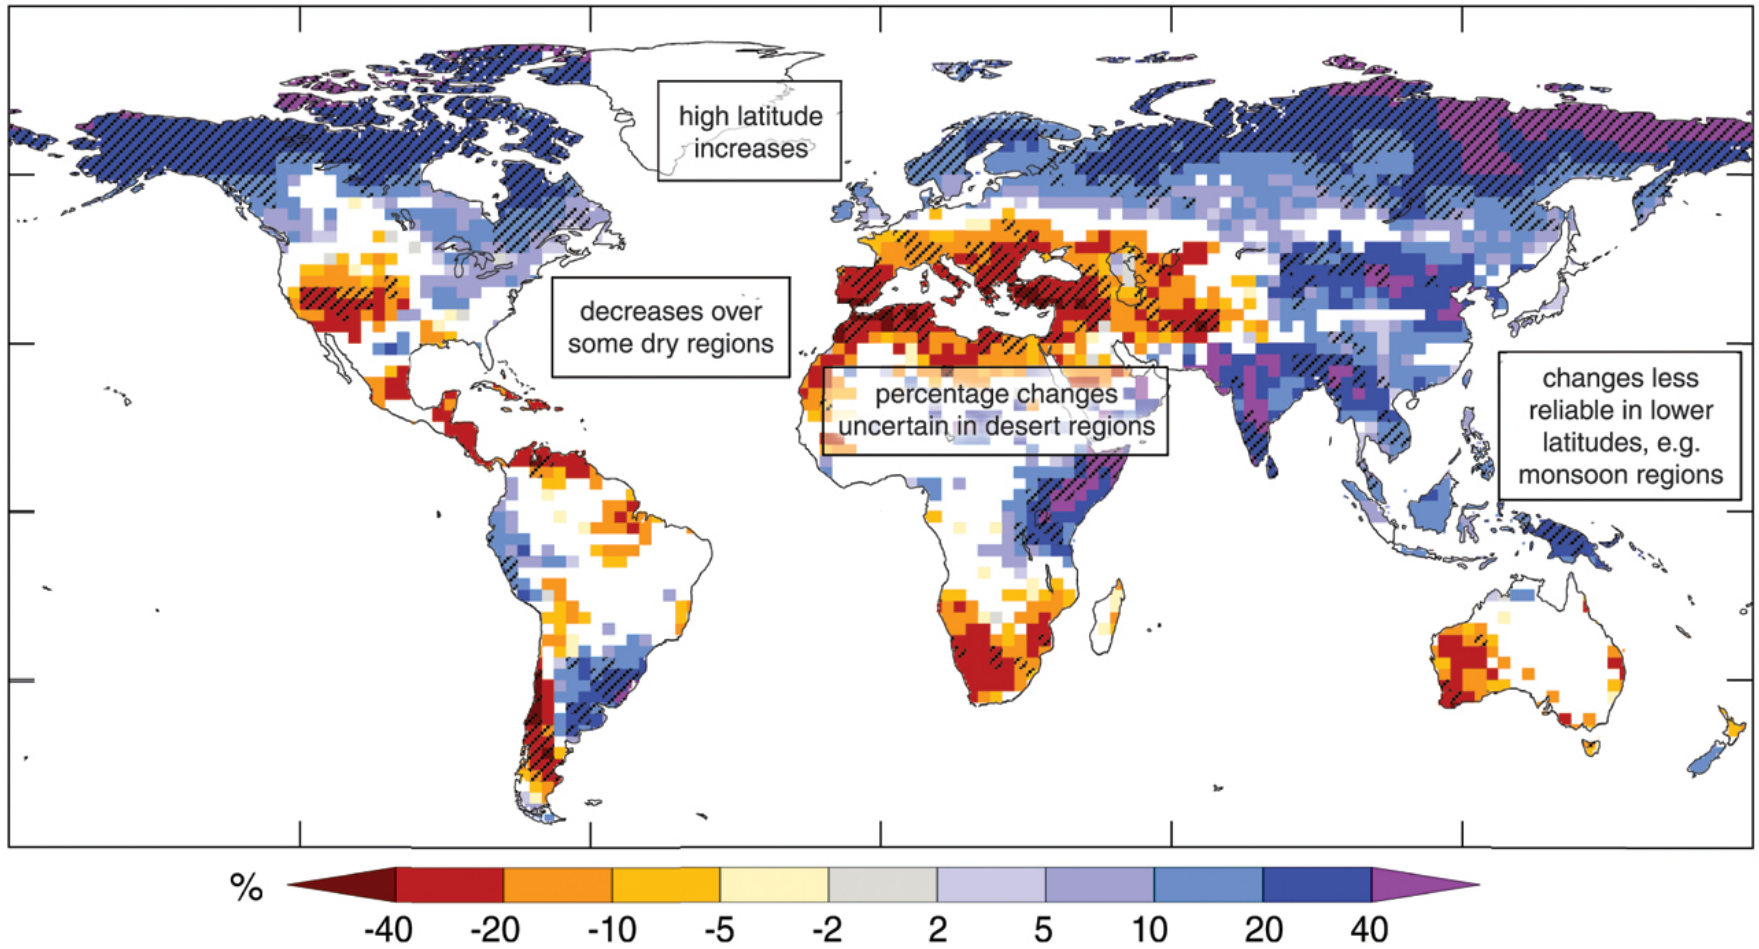 high latitude
increases
decreases over
some dry regions
percentage changes
uncertain in desert regions
changes less
reliable in lower
latitudes, e.g.
monsoon regions
%
-40 -20 -10 -5 -2 2 5 10 20 40